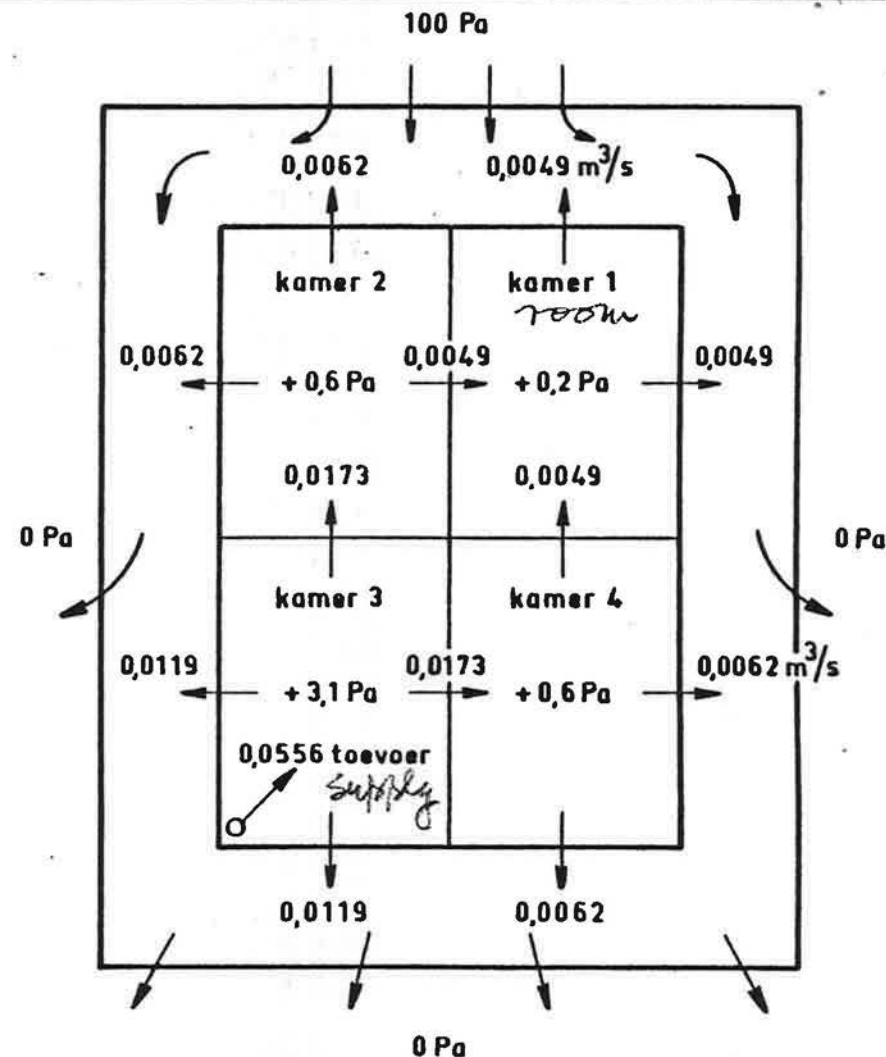 100 Pa
0,0062 0,0049 m³/s
kamer 2 kamer 1
room
0,0062 0,0049 0,0049
+ 0,6 Pa + 0,2 Pa
0,0173 0,0049
0 Pa 0 Pa
kamer 3 kamer 4
0,0119 0,0173 0,0062 m³/s
+ 3,1 Pa + 0,6 Pa
0,0556 toevoer
supply
0,0119 0,0062
0 Pa